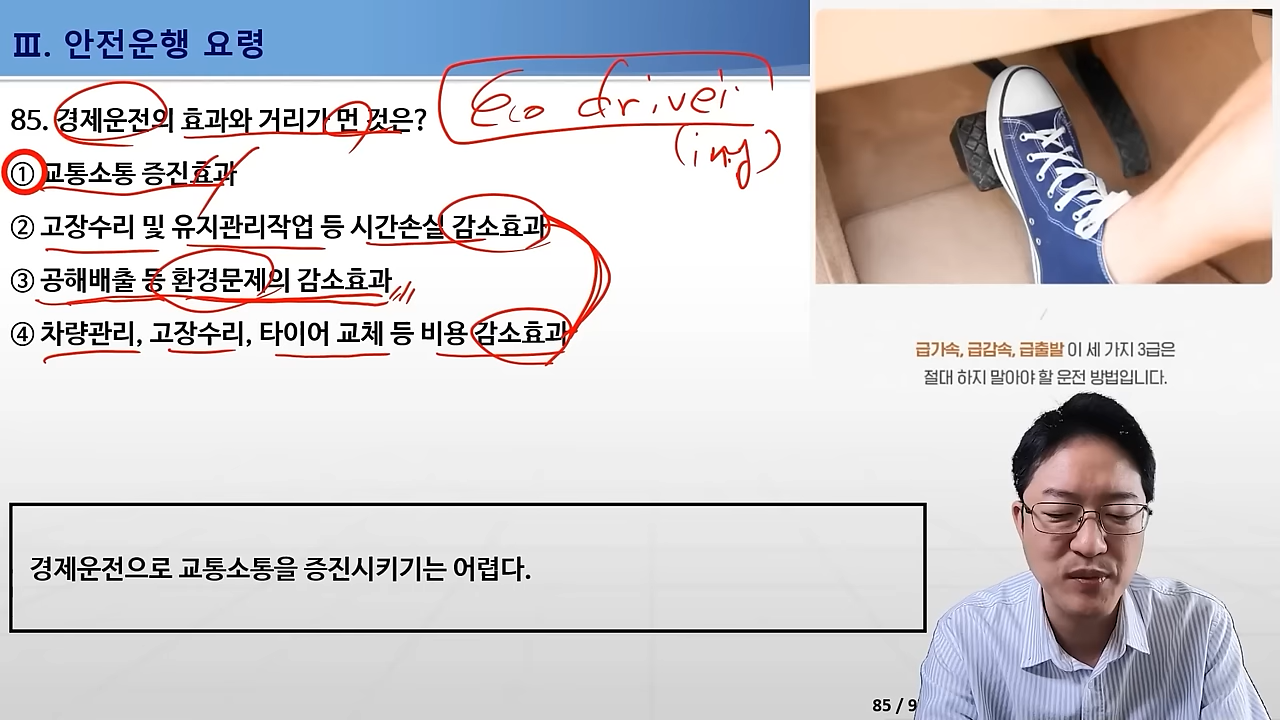 Ⅲ. 안전운행 요령
85. 경제운전의 효과와 거리가 먼 것은?
Eco drivei
(ing)
① 교통소통 증진효과
② 고장수리 및 유지관리작업 등 시간손실 감소효과
③ 공해배출 등 환경문제의 감소효과
④ 차량관리, 고장수리, 타이어 교체 등 비용 감소효과
급가속, 급감속, 급출발 이 세 가지 3급은
절대 하지 말아야 할 운전 방법입니다.
경제운전으로 교통소통을 증진시키기는 어렵다.
85 / 9